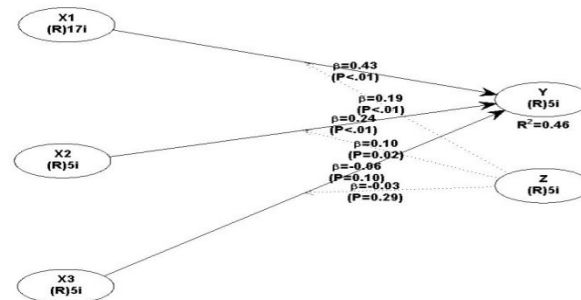 X1
(R)17i
β=0.43
(P<.01)
Y
(R)5i
R²=0.46
β=0.19
(P<.01)
β=0.24
(P<.01)
X2
(R)5i
β=0.10
(P=0.02)
β=-0.06
(P=0.10)
β=-0.03
(P=0.29)
Z
(R)5i
X3
(R)5i